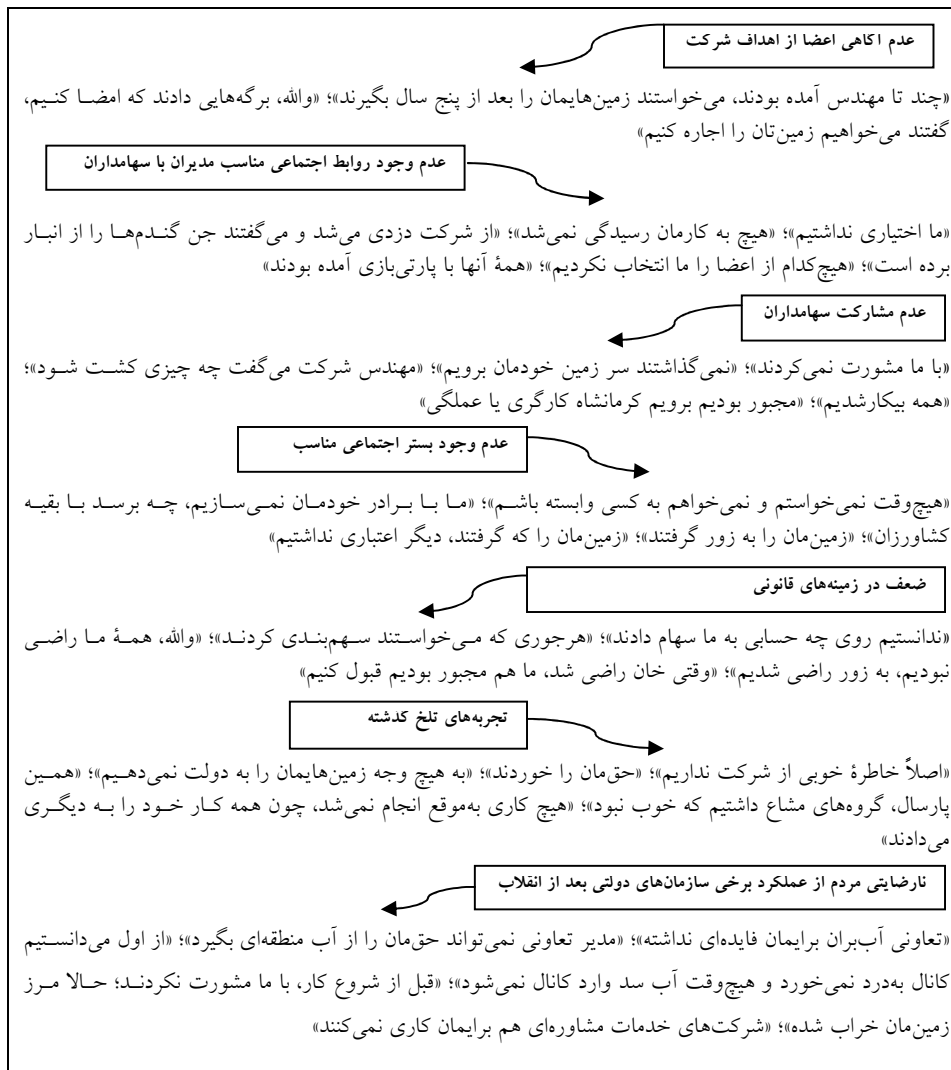 عدم آگاهی اعضا از اهداف شرکت
«چند تا مهندس آمده بودند، می‌خواستند زمین‌هایمان را بعد از پنج سال بگیرند»؛ «والله، برگه‌هایی دادند که امضا کنیم،
گفتند می‌خواهیم زمین‌تان را اجاره کنیم»
عدم وجود روابط اجتماعی مناسب مدیران با سهامداران
«ما اختیاری نداشتیم»؛ «هیچ به کارمان رسیدگی نمی‌شد»؛ «از شرکت دزدی می‌شد و می‌گفتند جن گندم‌ها را از انبار
برده است»؛ «هیچ‌کدام از اعضا را ما انتخاب نکردیم»؛ «همهٔ آنها با پارتی‌بازی آمده بودند»
عدم مشارکت سهامداران
«با ما مشورت نمی‌کردند»؛ «نمی‌گذاشتند سر زمین خودمان برویم»؛ «مهندس شرکت می‌گفت چه چیزی کشت شود»؛
«همه بیکارشدیم»؛ «مجبور بودیم برویم کرمانشاه کارگری یا عملگی»
عدم وجود بستر اجتماعی مناسب
«هیچ‌وقت نمی‌خواستم و نمی‌خواهم به کسی وابسته باشم»؛ «ما با برادر خودمان نمی‌سازیم، چه برسد با بقیه
کشاورزان»؛ «زمین‌مان را به زور گرفتند»؛ «زمین‌مان را که گرفتند، دیگر اعتباری نداشتیم»
ضعف در زمینه‌های قانونی
«ندانستیم روی چه حسابی به ما سهام دادند»؛ «هرجوری که می‌خواستند سهم‌بندی کردند»؛ «والله، همهٔ ما راضی
نبودیم، به زور راضی شدیم»؛ «وقتی خان راضی شد، ما هم مجبور بودیم قبول کنیم»
تجربه‌های تلخ گذشته
«اصلاً خاطرهٔ خوبی از شرکت نداریم»؛ «حق‌مان را خوردند»؛ «به هیچ وجه زمین‌هایمان را به دولت نمی‌دهیم»؛ «همین
پارسال، گروه‌های مشاع داشتیم که خوب نبود»؛ «هیچ کاری به‌موقع انجام نمی‌شد، چون همه کار خود را به دیگری
می‌دادند»
نارضایتی مردم از عملکرد برخی سازمان‌های دولتی بعد از انقلاب
«تعاونی آب‌بران برایمان فایده‌ای نداشته»؛ «مدیر تعاونی نمی‌تواند حق‌مان را از آب منطقه‌ای بگیرد»؛ «از اول می‌دانستیم
کانال به‌درد نمی‌خورد و هیچ‌وقت آب سد وارد کانال نمی‌شود»؛ «قبل از شروع کار، با ما مشورت نکردند؛ حالا مرز
زمین‌مان خراب شده»؛ «شرکت‌های خدمات مشاوره‌ای هم برایمان کاری نمی‌کنند»